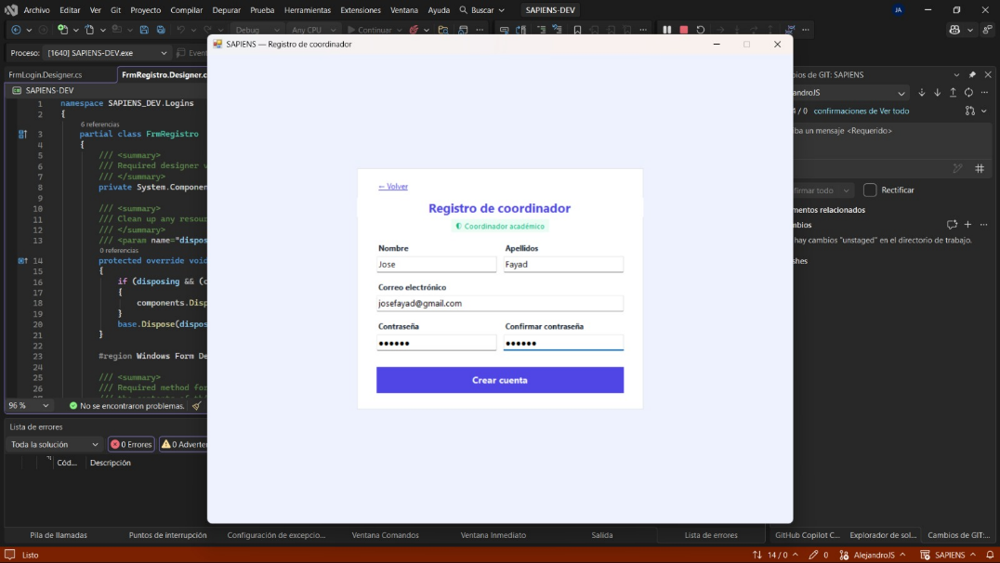 Archivo Editar Ver Git Proyecto Compilar Depurar Prueba Herramientas Extensiones Ventana Ayuda Buscar SAPIENS-DEV JA
Debug Any CPU Continuar
Proceso: [1640] SAPIENS-DEV.exe
SAPIENS — Registro de coordinador
FrmLogin.Designer.cs FrmRegistro.Designer.c
SAPIENS-DEV
1 namespace SAPIENS_DEV.Logins
2 {
6 referencias
3 partial class FrmRegistro
4 {
5 /// <summary>
6 /// Required designer v
7 /// </summary>
8 private System.Componen
9
10 /// <summary>
11 /// Clean up any resour
12 /// </summary>
13 /// <param name="dispos
0 referencias
14 protected override void
15 {
16 if (disposing && (c
17 {
18 components.Disp
19 }
20 base.Dispose(dispos
21 }
22
23 #region Windows Form De
24
25 /// <summary>
26 /// Required method for
96 % No se encontraron problemas.
← Volver
Registro de coordinador
Coordinador académico
Nombre Apellidos
Jose Fayad
Correo electrónico
josefayad@gmail.com
Contraseña Confirmar contraseña
•••••• ••••••
Crear cuenta
bios de GIT: SAPIENS
androJS
4 / 0 confirmaciones de Ver todo
ba un mensaje <Requerido>
firmar todo Rectificar
mentos relacionados
mbios
hay cambios "unstaged" en el directorio de trabajo.
shes
Lista de errores
Toda la solución 0 Errores 0 Adverter
Cód... Descripción
Pila de llamadas Puntos de interrupción Configuración de excepcio... Ventana Comandos Ventana Inmediato Salida Lista de errores GitHub Copilot C... Explorador de sol... Cambios de GIT:...
Listo 14 / 0 0 AlejandroJS SAPIENS